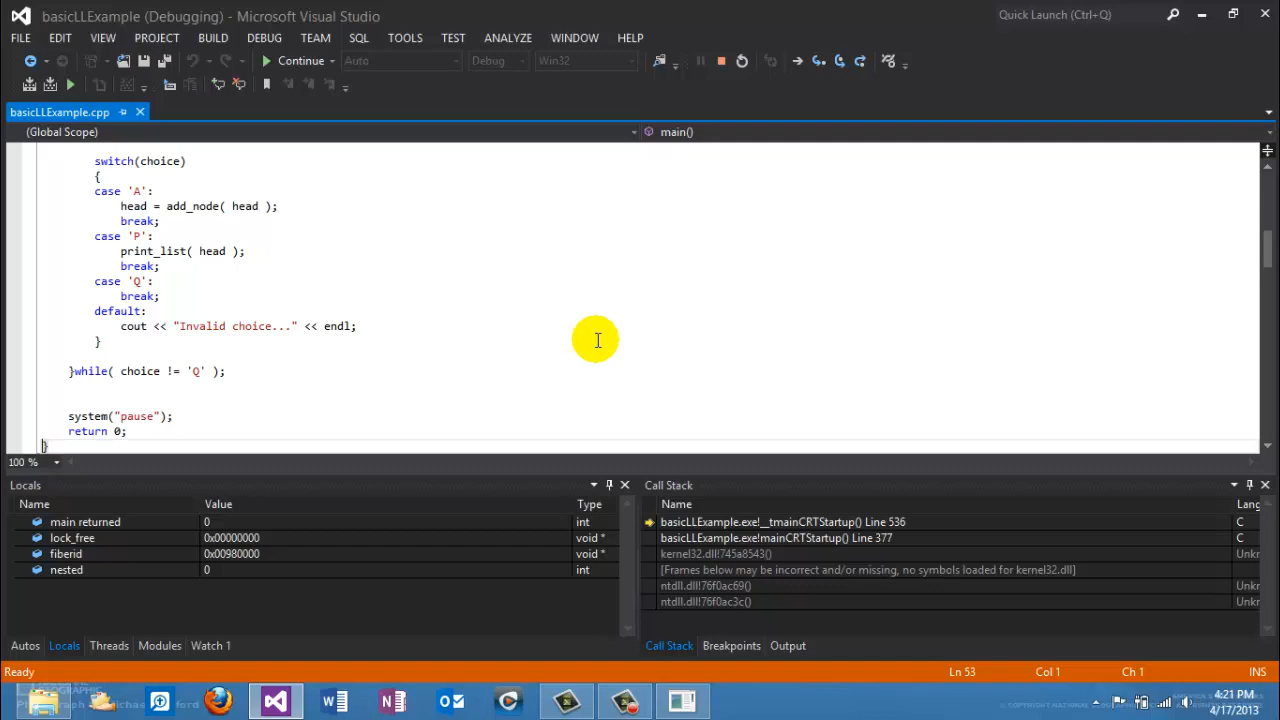 basicLLExample (Debugging) - Microsoft Visual Studio
Quick Launch (Ctrl+Q)
FILE EDIT VIEW PROJECT BUILD DEBUG TEAM SQL TOOLS TEST ANALYZE WINDOW HELP
Continue Auto Debug Win32
basicLLExample.cpp
(Global Scope) main()
switch(choice)
{
case 'A':
head = add_node( head );
break;
case 'P':
print_list( head );
break;
case 'Q':
break;
default:
cout << "Invalid choice..." << endl;
}
}while( choice != 'Q' );
system("pause");
return 0;
}
100 %
Locals
Name Value Type
main returned 0 int
lock_free 0x00000000 void *
fiberid 0x00980000 void *
nested 0 int
Autos Locals Threads Modules Watch 1
Call Stack
Name Lang
basicLLExample.exe!__tmainCRTStartup() Line 536 C
basicLLExample.exe!mainCRTStartup() Line 377 C
kernel32.dll!745a8543() Unkr
[Frames below may be incorrect and/or missing, no symbols loaded for kernel32.dll]
ntdll.dll!76f0ac69() Unkr
ntdll.dll!76f0ac3c() Unkr
Call Stack Breakpoints Output
Ready Ln 53 Col 1 Ch 1 INS
4:21 PM
4/17/2013